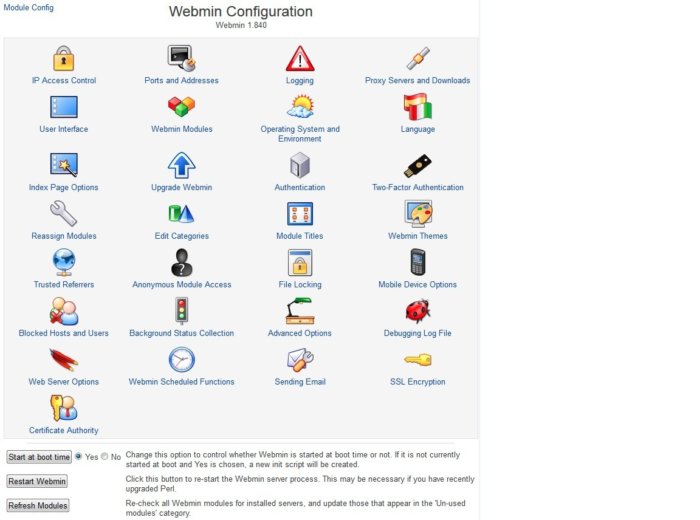 Module Config
Webmin Configuration
Webmin 1.840
IP Access Control
Ports and Addresses
Logging
Proxy Servers and Downloads
User Interface
Webmin Modules
Operating System and
Environment
Language
Index Page Options
Upgrade Webmin
Authentication
Two-Factor Authentication
Reassign Modules
Edit Categories
Module Titles
Webmin Themes
Trusted Referrers
Anonymous Module Access
File Locking
Mobile Device Options
Blocked Hosts and Users
Background Status Collection
Advanced Options
Debugging Log File
Web Server Options
Webmin Scheduled Functions
Sending Email
SSL Encryption
Certificate Authority
Start at boot time Yes No
Change this option to control whether Webmin is started at boot time or not. If it is not currently
started at boot and Yes is chosen, a new init script will be created.
Restart Webmin
Click this button to re-start the Webmin server process. This may be necessary if you have recently
upgraded Perl.
Refresh Modules
Re-check all Webmin modules for installed servers, and update those that appear in the 'Un-used
modules' category.